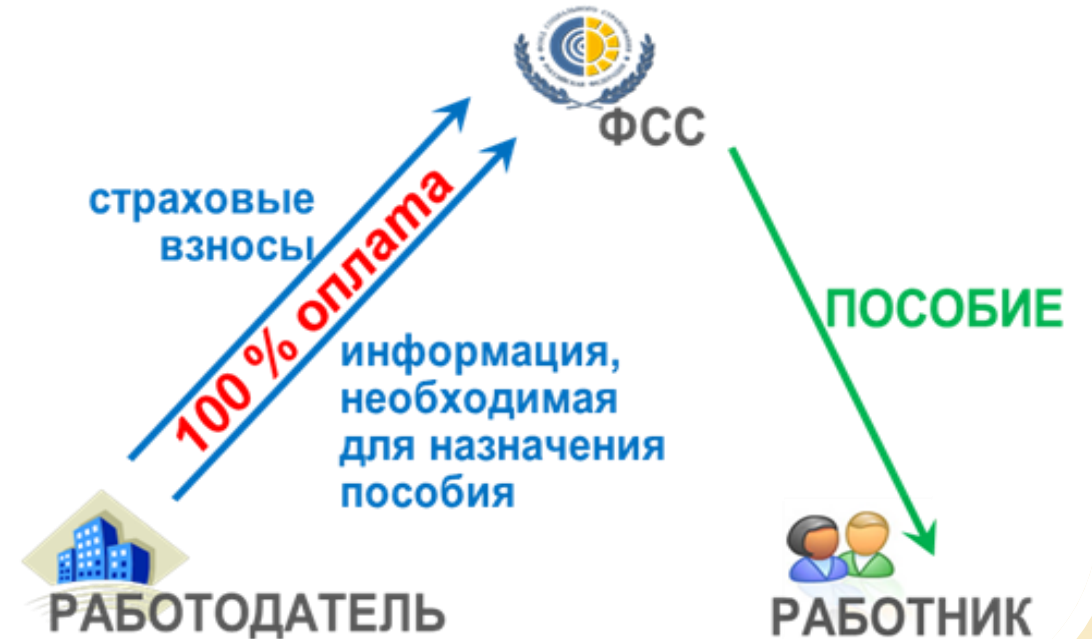 ФСС
страховые
взносы
100 % оплата
ПОСОБИЕ
информация,
необходимая
для назначения
пособия
РАБОТОДАТЕЛЬ
РАБОТНИК